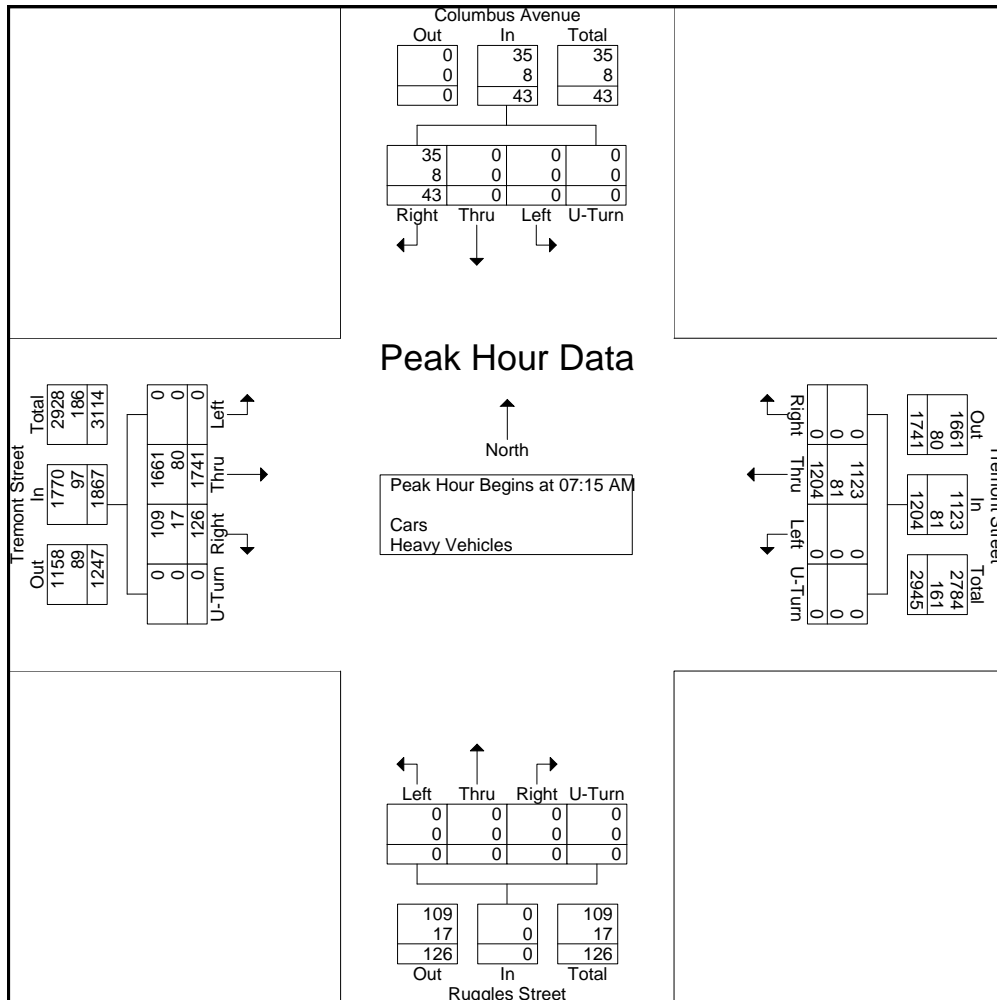 Columbus Avenue
Out In Total
0 35 35
0 8 8
0 43 43
35 0 0 0
8 0 0 0
43 0 0 0
Right Thru Left U-Turn
Peak Hour Data
North
Peak Hour Begins at 07:15 AM
Cars
Heavy Vehicles
Tremont Street
Out In Total
1158 1770 2928
89 97 186
1247 1867 3114
0 109 1661 0
0 17 80 0
0 126 1741 0
U-Turn Right Thru Left
Tremont Street
Out In Total
1661 1123 2784
80 81 161
1741 1204 2945
0 1123 0 0
0 81 0 0
0 1204 0 0
Right Thru Left U-Turn
Left Thru Right U-Turn
0 0 0 0
0 0 0 0
0 0 0 0
109 0 109
17 0 17
126 0 126
Out In Total
Ruggles Street